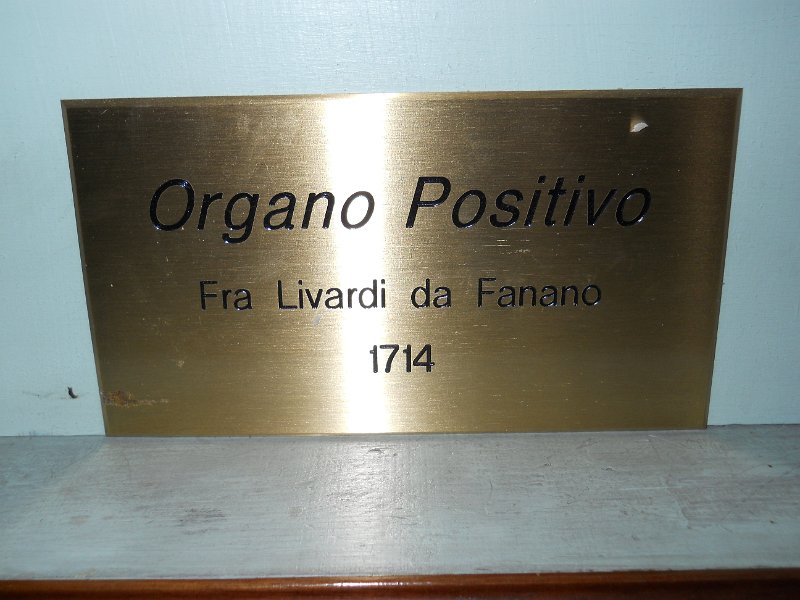 Organo Positivo
Fra Livardi da Fanano
1714